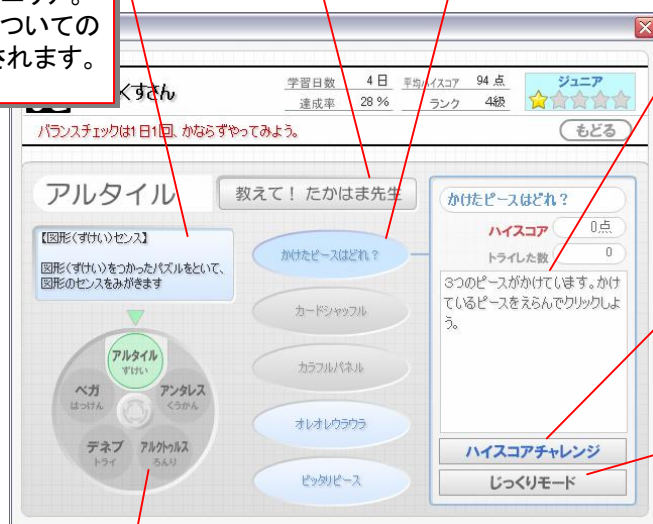 ついての
されます。
くすさん
学習日数 4日 平均ハイスコア 94点 ジュニア
達成率 28% ランク 4級
バランスチェックは1日1回、かならずやってみよう。
もどる
アルタイル
教えて! たかはま先生
かけたピースはどれ?
【図形(ずけい)センス】
図形(ずけい)をつかったパズルをといて、
図形のセンスをみがきます
かけたピースはどれ?
カードシャッフル
カラフルパネル
オレオレウラウラ
ピッタリピース
ハイスコア 0点
トライした数 0
3つのピースがかけています。かけ
ているピースをえらんでクリックしよ
う。
アルタイル
ずけい
ベガ
はっけん
アンタレス
くうかん
デネブ
トライ
アルクトゥルス
ろんり
ハイスコアチャレンジ
じっくりモード